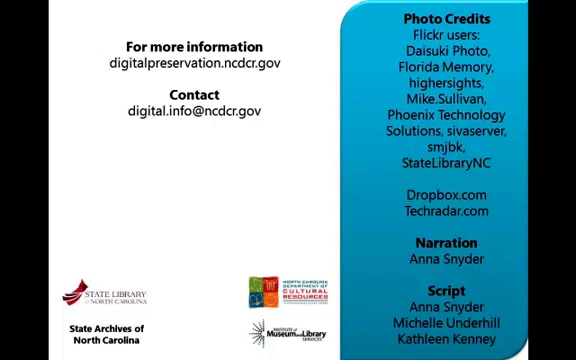 For more information
digitalpreservation.ncdcr.gov
Contact
digital.info@ncdcr.gov
STATE LIBRARY
OF NORTH CAROLINA
State Archives of
North Carolina
NORTH CAROLINA
DEPARTMENT OF
CULTURAL
RESOURCES
INSTITUTE of
Museum and Library
SERVICES
Photo Credits
Flickr users:
Daisuki Photo,
Florida Memory,
highersights,
Mike.Sullivan,
Phoenix Technology
Solutions, sivaserver,
smjbk,
StateLibraryNC
Dropbox.com
Techradar.com
Narration
Anna Snyder
Script
Anna Snyder
Michelle Underhill
Kathleen Kenney